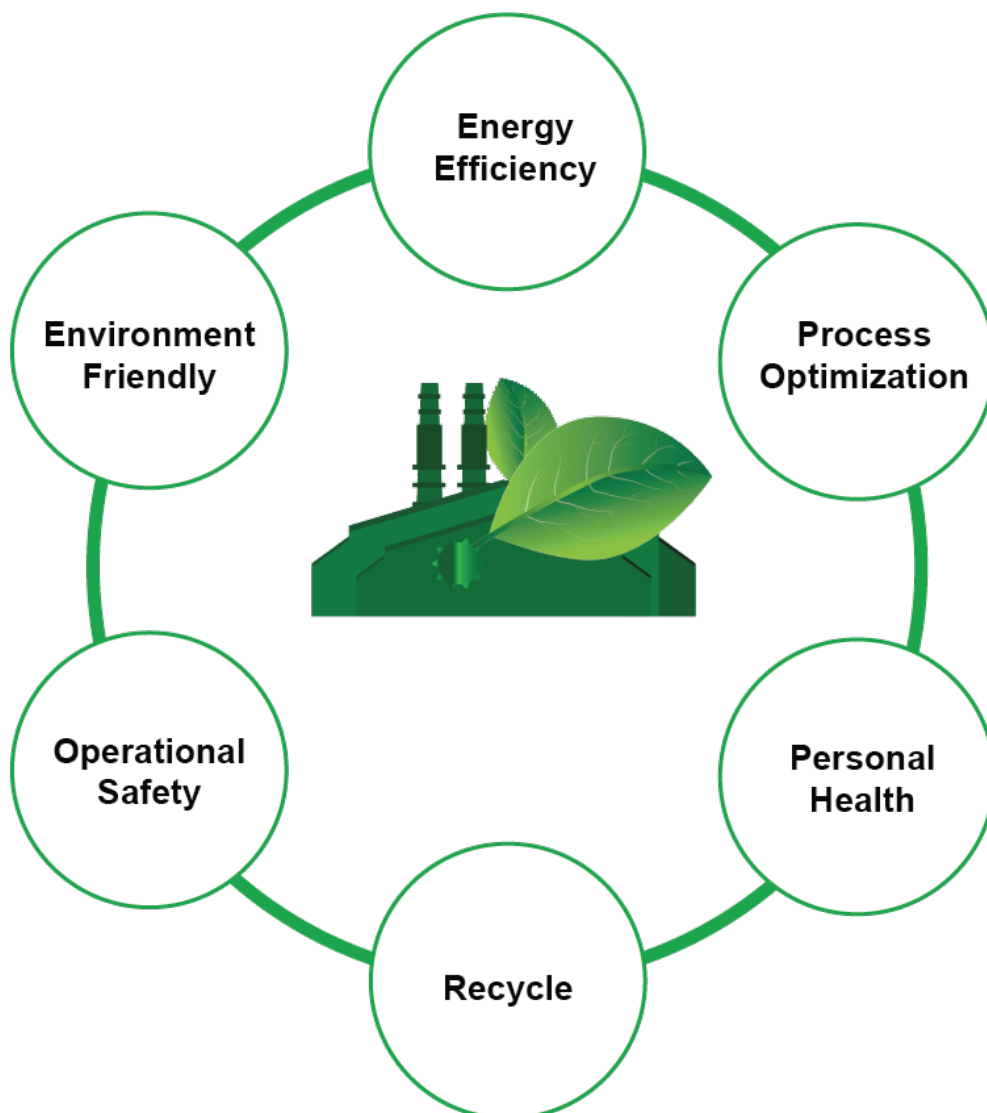 Energy
Efficiency
Process
Optimization
Personal
Health
Recycle
Operational
Safety
Environment
Friendly